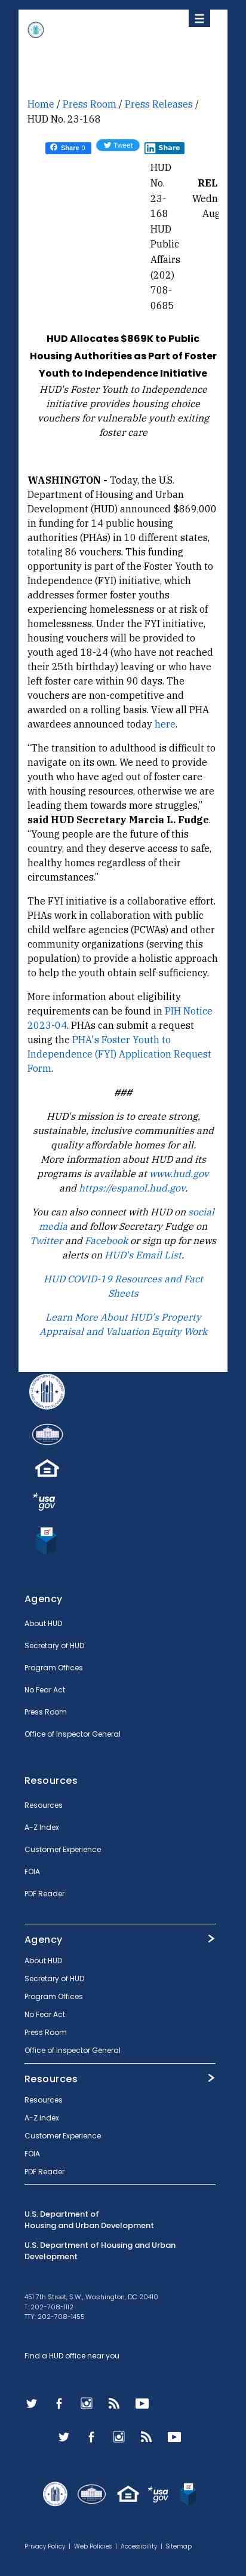 Home / Press Room / Press Releases /
HUD No. 23-168
Share 0
Tweet
Share
HUD
No.
23-
168
HUD
Public
Affairs
(202)
708-
0685
REL
Wedn
Aug
HUD Allocates $869K to Public
Housing Authorities as Part of Foster
Youth to Independence Initiative
HUD's Foster Youth to Independence
initiative provides housing choice
vouchers for vulnerable youth exiting
foster care
WASHINGTON - Today, the U.S.
Department of Housing and Urban
Development (HUD) announced $869,000
in funding for 14 public housing
authorities (PHAs) in 10 different states,
totaling 86 vouchers. This funding
opportunity is part of the Foster Youth to
Independence (FYI) initiative, which
addresses former foster youths
experiencing homelessness or at risk of
homelessness. Under the FYI initiative,
housing vouchers will be provided to
youth aged 18-24 (who have not reached
their 25th birthday) leaving or who have
left foster care within 90 days. The
vouchers are non-competitive and
awarded on a rolling basis. View all PHA
awardees announced today here.
“The transition to adulthood is difficult to
navigate on its own. We need to provide
youth who have aged out of foster care
with housing resources, otherwise we are
leading them towards more struggles,”
said HUD Secretary Marcia L. Fudge.
“Young people are the future of this
country, and they deserve access to safe,
healthy homes regardless of their
circumstances.”
The FYI initiative is a collaborative effort.
PHAs work in collaboration with public
child welfare agencies (PCWAs) and other
community organizations (serving this
population) to provide a holistic approach
to help the youth obtain self-sufficiency.
More information about eligibility
requirements can be found in PIH Notice
2023-04. PHAs can submit a request
using the PHA's Foster Youth to
Independence (FYI) Application Request
Form.
###
HUD's mission is to create strong,
sustainable, inclusive communities and
quality affordable homes for all.
More information about HUD and its
programs is available at www.hud.gov
and https://espanol.hud.gov.
You can also connect with HUD on social
media and follow Secretary Fudge on
Twitter and Facebook or sign up for news
alerts on HUD's Email List.
HUD COVID-19 Resources and Fact
Sheets
Learn More About HUD's Property
Appraisal and Valuation Equity Work
usa
gov
Agency
About HUD
Secretary of HUD
Program Offices
No Fear Act
Press Room
Office of Inspector General
Resources
Resources
A-Z Index
Customer Experience
FOIA
PDF Reader
Agency
About HUD
Secretary of HUD
Program Offices
No Fear Act
Press Room
Office of Inspector General
Resources
Resources
A-Z Index
Customer Experience
FOIA
PDF Reader
U.S. Department of
Housing and Urban Development
U.S. Department of Housing and Urban
Development
451 7th Street, S.W., Washington, DC 20410
T: 202-708-1112
TTY: 202-708-1455
Find a HUD office near you
usa
gov
Privacy Policy | Web Policies | Accessibility | Sitemap